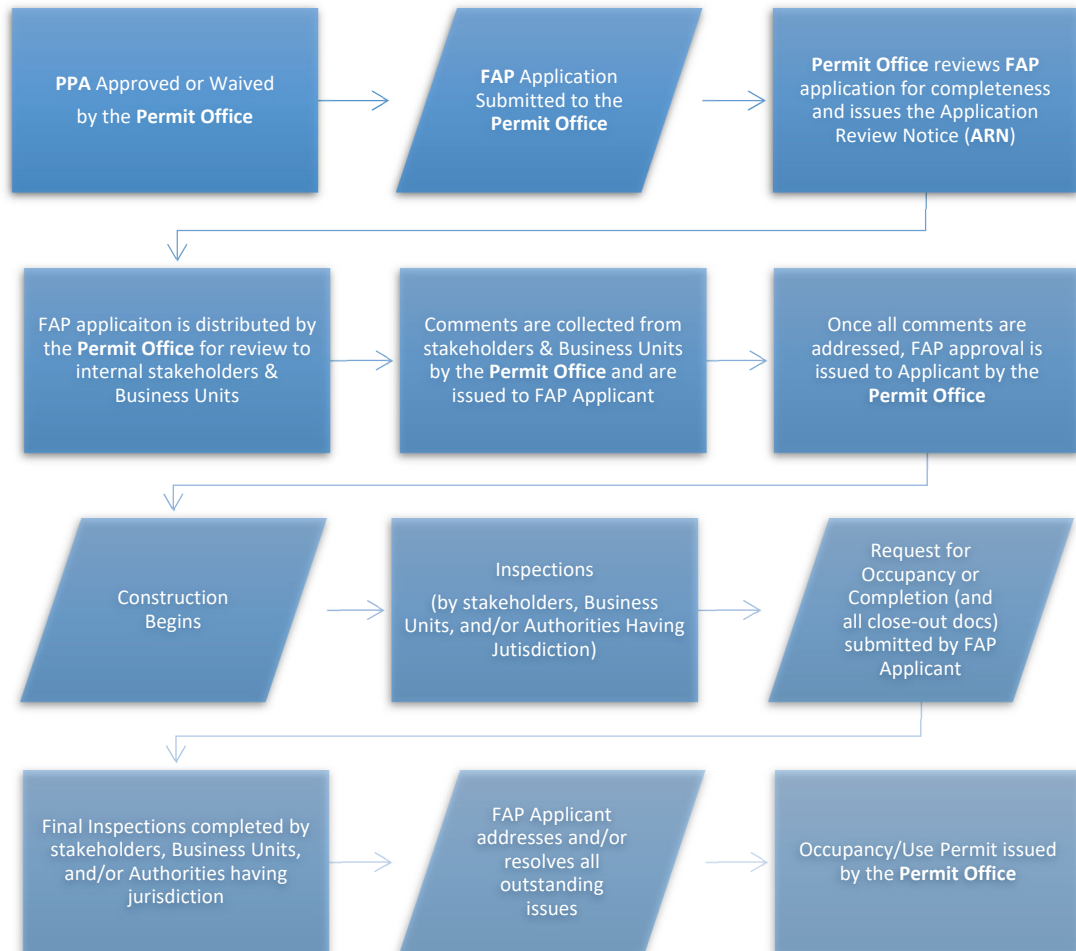 PPA Approved or Waived
by the Permit Office
FAP Application
Submitted to the
Permit Office
Permit Office reviews FAP
application for completeness
and issues the Application
Review Notice (ARN)
FAP applicaiton is distributed by
the Permit Office for review to
internal stakeholders &
Business Units
Comments are collected from
stakeholders & Business Units
by the Permit Office and are
issued to FAP Applicant
Once all comments are
addressed, FAP approval is
issued to Applicant by the
Permit Office
Construction
Begins
Inspections
(by stakeholders, Business
Units, and/or Authorities Having
Jutisdiction)
Request for
Occupancy or
Completion (and
all close-out docs)
submitted by FAP
Applicant
Final Inspections completed by
stakeholders, Business Units,
and/or Authorities having
jurisdiction
FAP Applicant
addresses and/or
resolves all
outstanding
issues
Occupancy/Use Permit issued
by the Permit Office